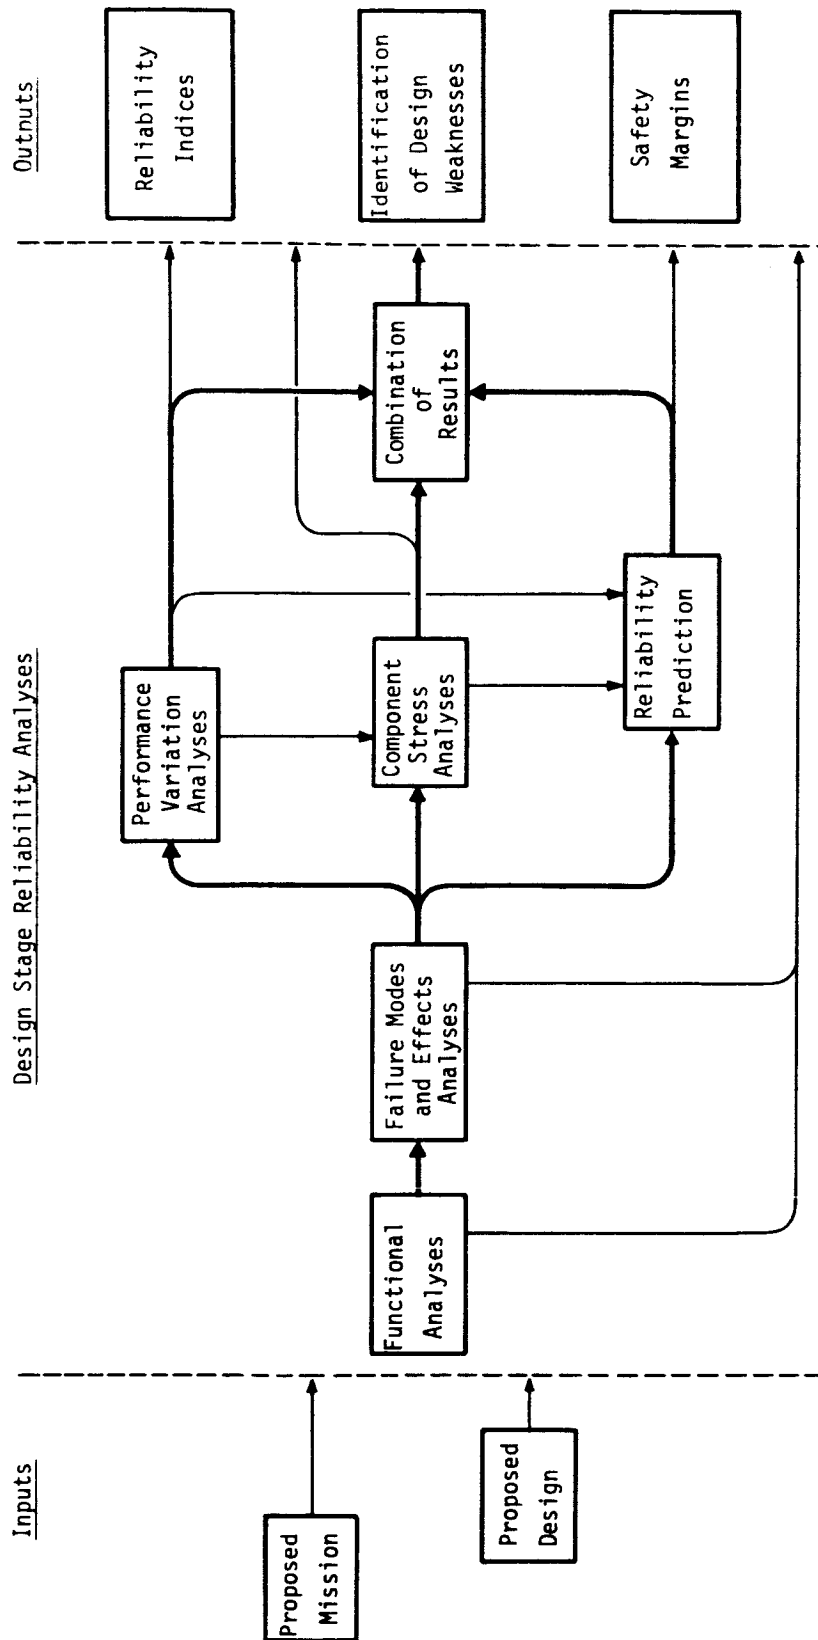 Inputs
Proposed
Mission
Proposed
Design
Design Stage Reliability Analyses
Functional
Analyses
Failure Modes
and Effects
Analyses
Performance
Variation
Analyses
Component
Stress
Analyses
Reliability
Prediction
Combination
of
Results
Outnuts
Reliability
Indices
Identification
of Design
Weaknesses
Safety
Margins